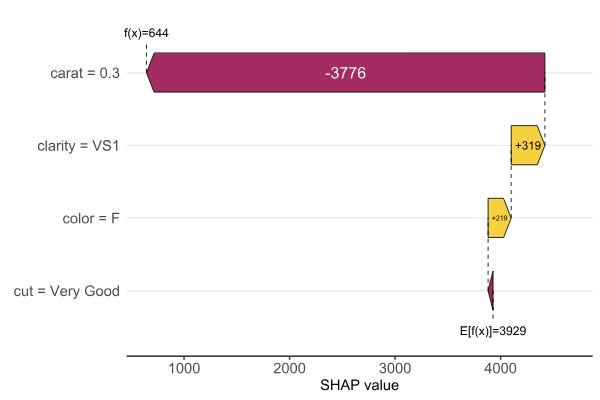 f(x)=644
carat = 0.3
-3776
clarity = VS1
+319
color = F
+219
cut = Very Good
E[f(x)]=3929
1000 2000 3000 4000
SHAP value